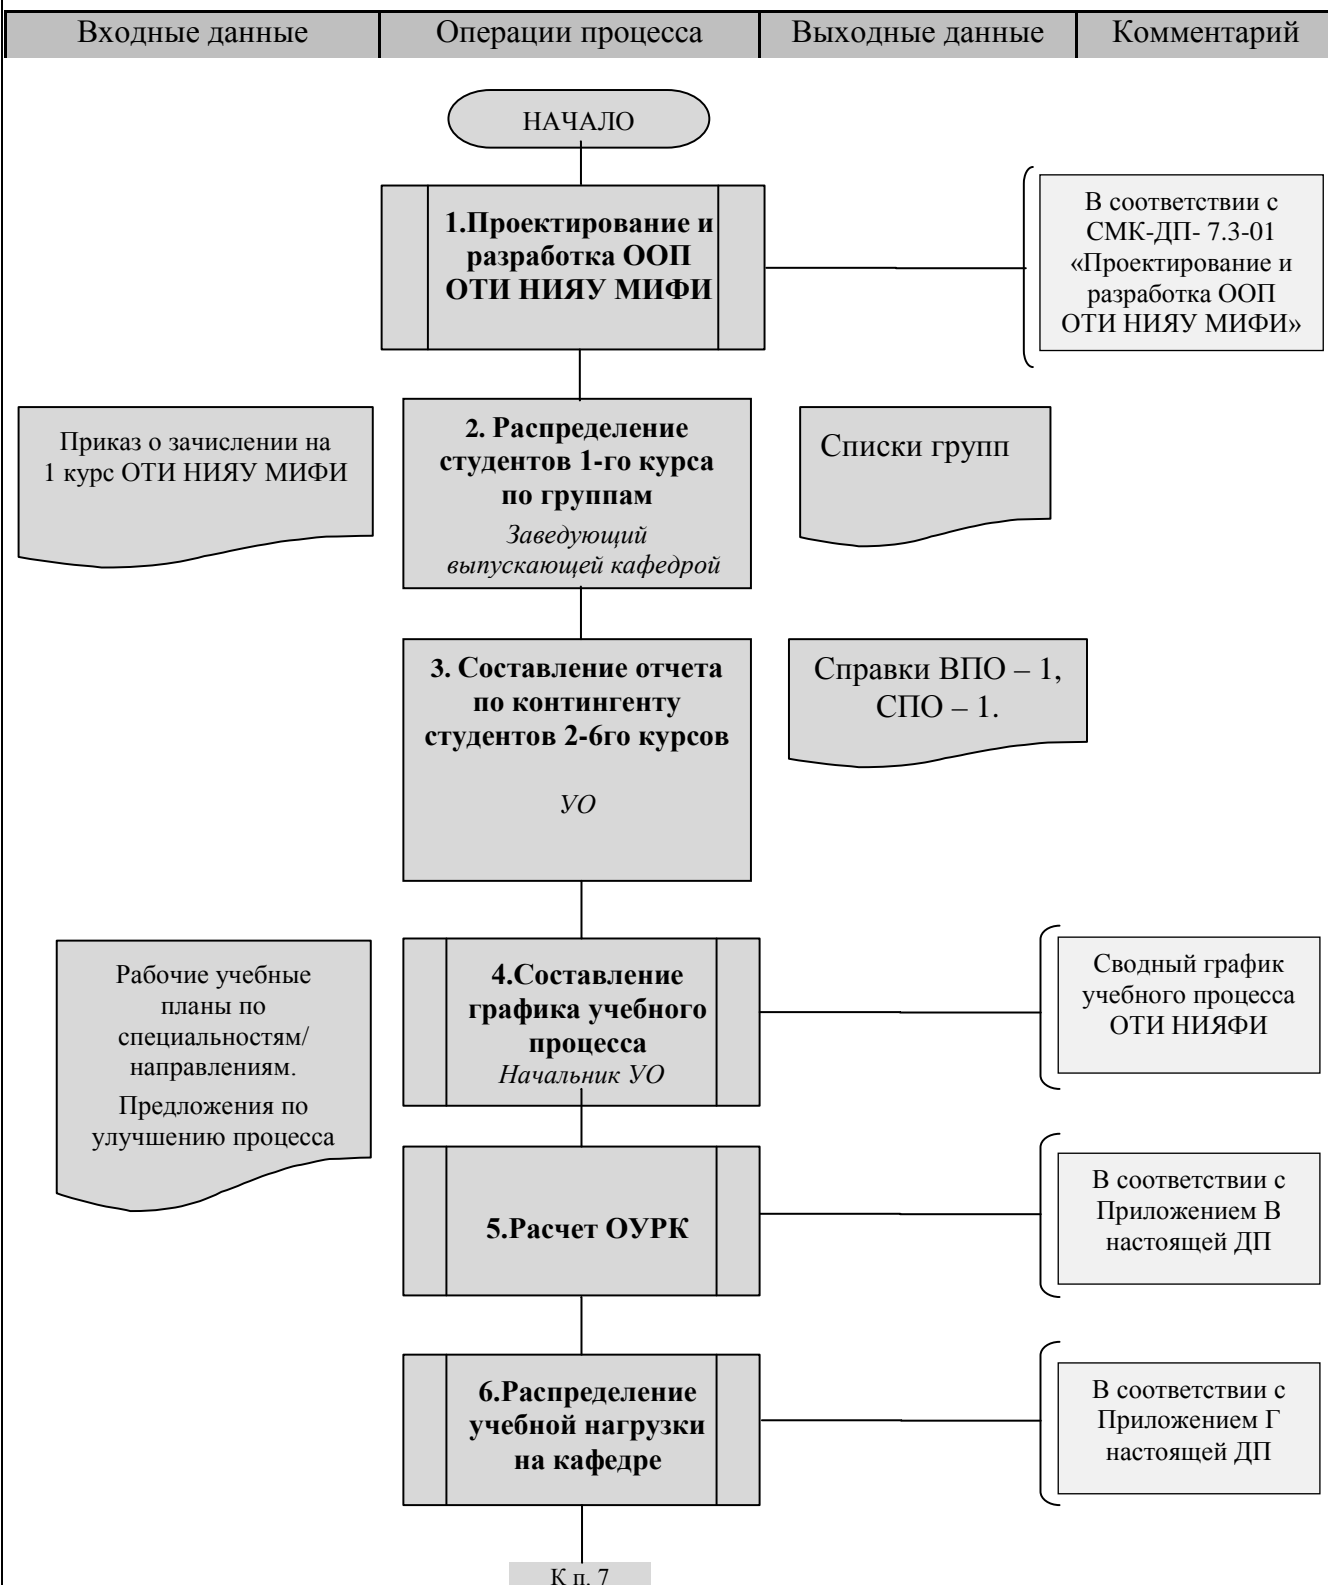 Входные данные
Операции процесса
Выходные данные
Комментарий
НАЧАЛО
1.Проектирование и
разработка ООП
ОТИ НИЯУ МИФИ
В соответствии с
СМК-ДП- 7.3-01
«Проектирование и
разработка ООП
ОТИ НИЯУ МИФИ»
Приказ о зачислении на
1 курс ОТИ НИЯУ МИФИ
2. Распределение
студентов 1-го курса
по группам
Заведующий
выпускающей кафедрой
Списки групп
3. Составление отчета
по контингенту
студентов 2-6го курсов
УО
Справки ВПО – 1,
СПО – 1.
Рабочие учебные
планы по
специальностям/
направлениям.
Предложения по
улучшению процесса
4.Составление
графика учебного
процесса
Начальник УО
Сводный график
учебного процесса
ОТИ НИЯФИ
5.Расчет ОУРК
В соответствии с
Приложением В
настоящей ДП
6.Распределение
учебной нагрузки
на кафедре
В соответствии с
Приложением Г
настоящей ДП
К п. 7